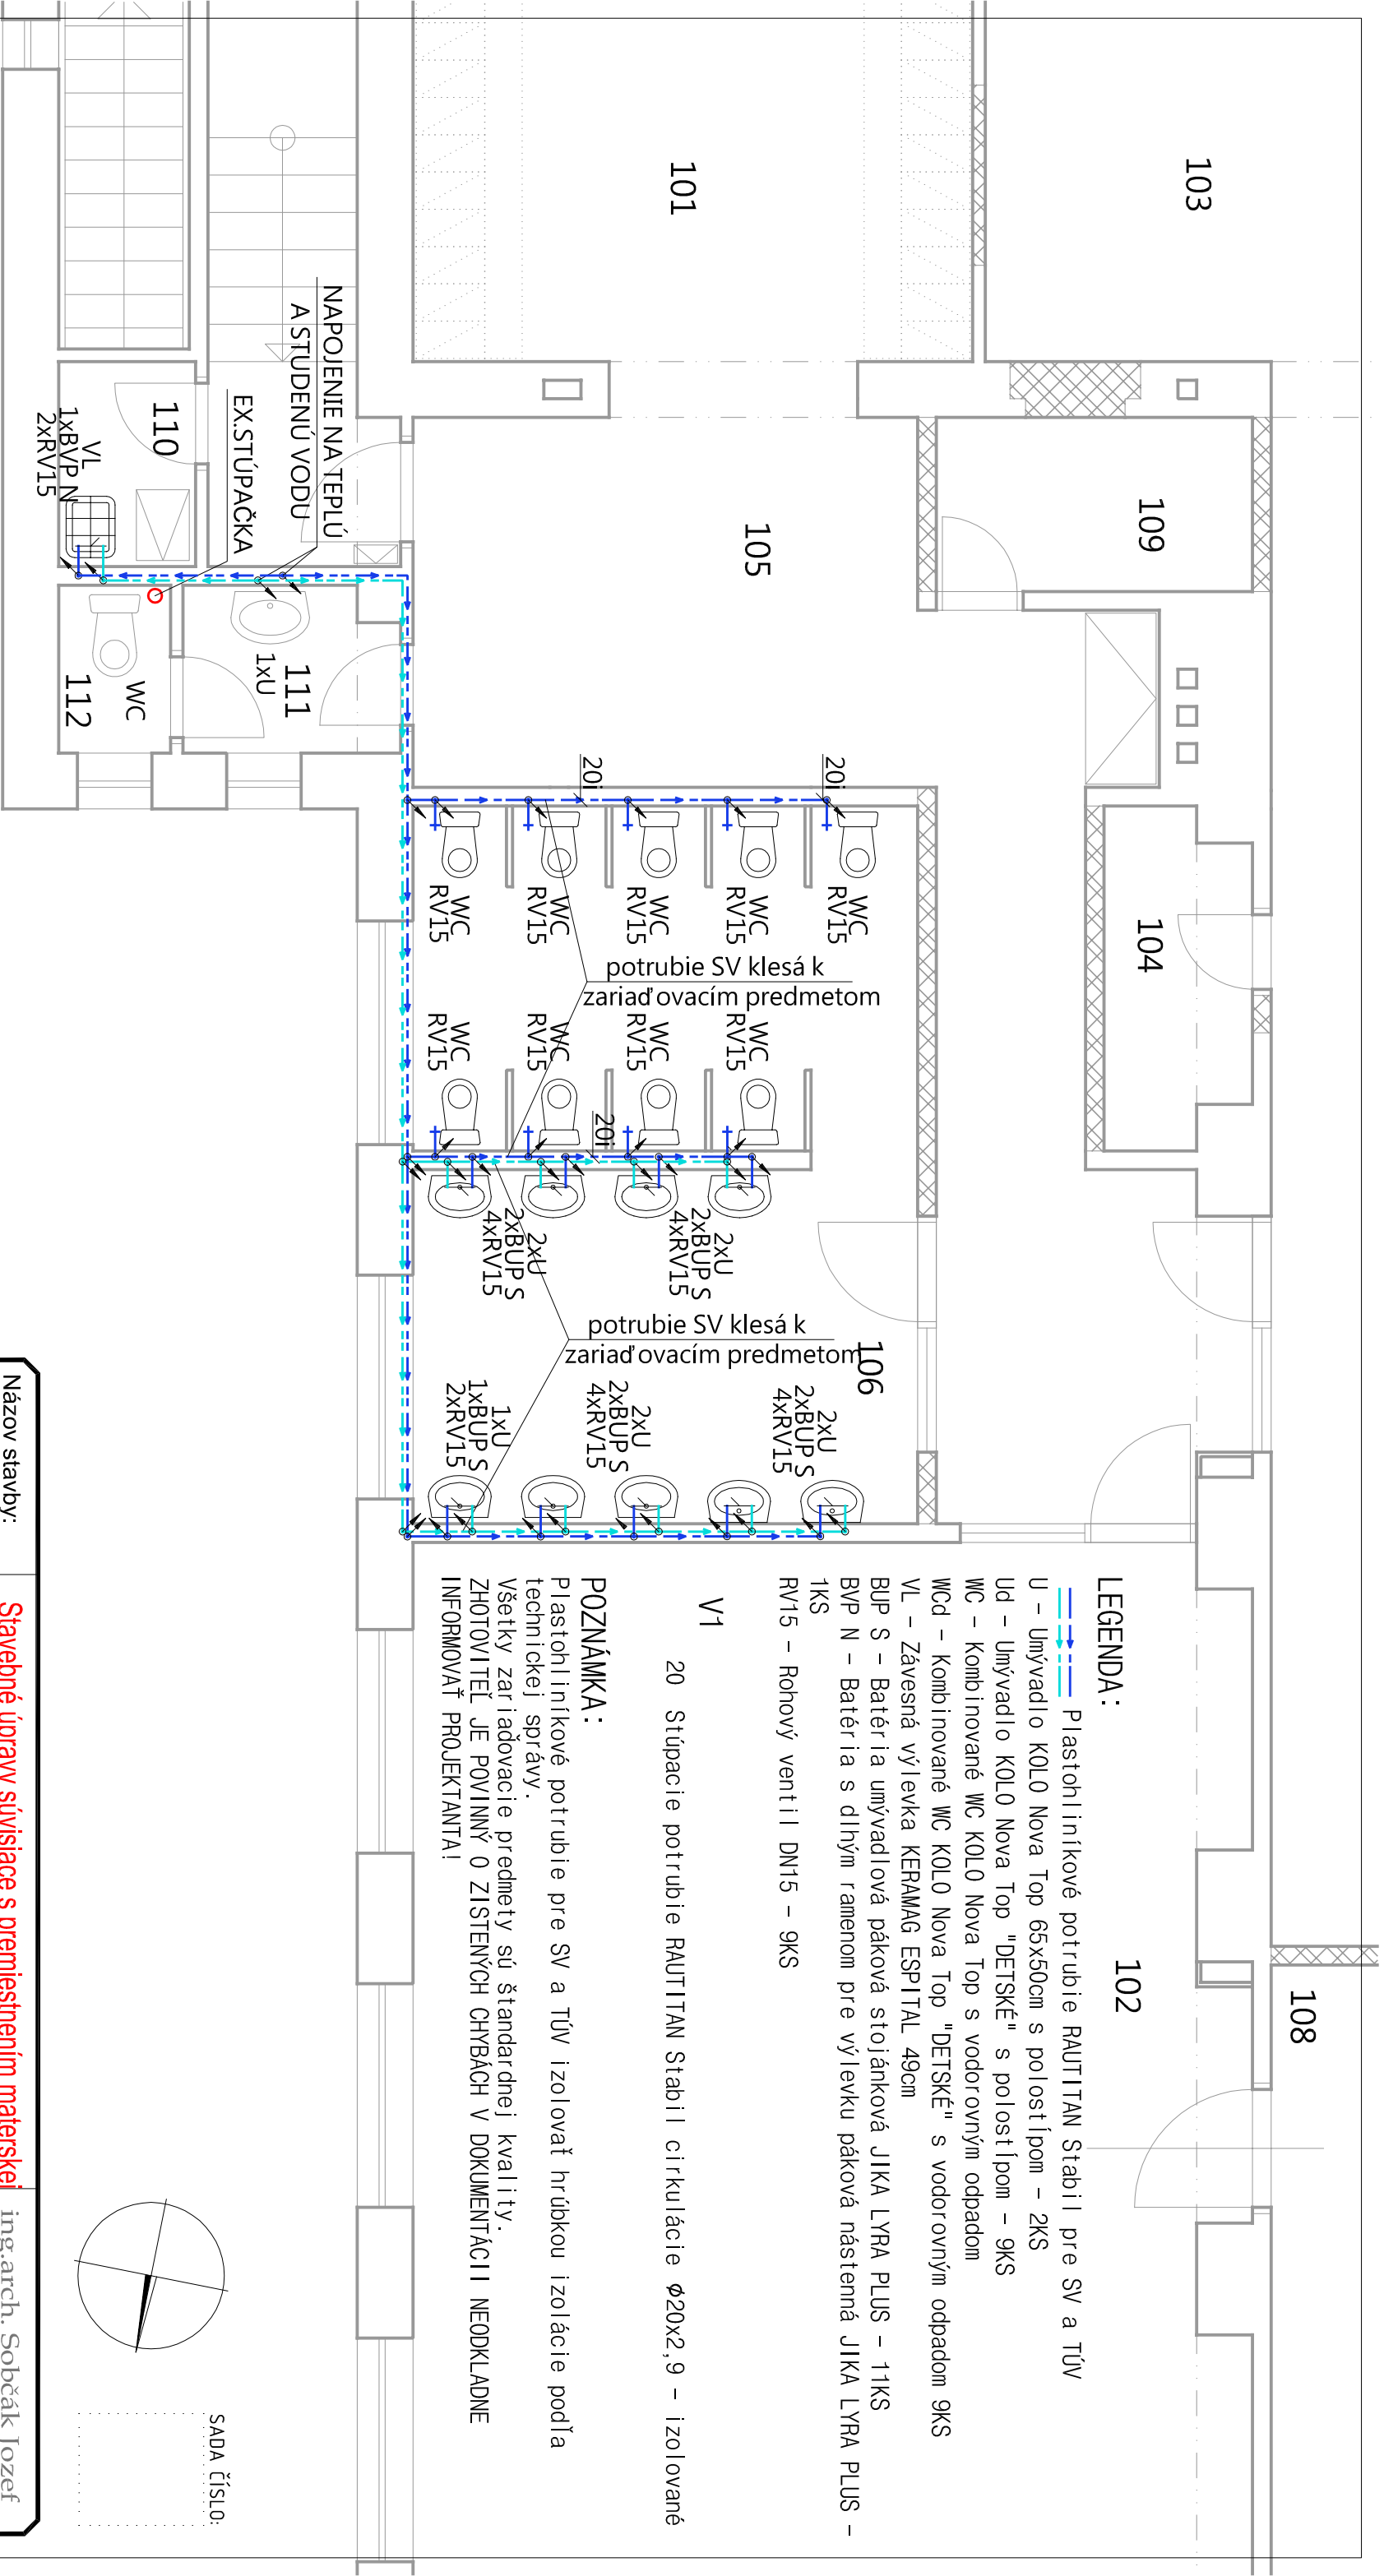 103
101
NAPOJENIE NA TEPLÚ
A STUDENÚ VODU
EX.STÚPAČKA
110
VL
1xBVP N
2xRV15
109
105
111
1xU
WC
112
20i
20i
WC
RV15
WC
RV15
WC
RV15
WC
RV15
WC
RV15
104
potrubie SV klesá k
zariaďovacím predmetom
WC
RV15
WC
RV15
WC
RV15
WC
RV15
20i
2xU
2xBUP S
4xRV15
2xU
2xBUP S
4xRV15
potrubie SV klesá k
zariaďovacím predmetom
106
1xU
1xBUP S
2xRV15
2xU
2xBUP S
4xRV15
2xU
2xBUP S
4xRV15
102
108
LEGENDA:
Plastohliníkové potrubie RAUTITAN Stabil pre SV a TÚV
U - Umývadlo KOLO Nova Top 65x50cm s polostĺpom - 2KS
Ud - Umývadlo KOLO Nova Top "DETSKÉ" s polostĺpom - 9KS
WC - Kombinované WC KOLO Nova Top s vodorovným odpadom
WCd - Kombinované WC KOLO Nova Top "DETSKÉ" s vodorovným odpadom 9KS
VL - Závesná výlevka KERAMAG ESPITAL 49cm
BUP S - Batéria umývadlová páková stojánková JIKA LYRA PLUS - 11KS
BVP N - Batéria s dlhým ramenom pre výlevku páková nástenná JIKA LYRA PLUS -
1KS
RV15 - Rohový ventil DN15 - 9KS
V1
20 Stúpacie potrubie RAUTITAN Stabil cirkulácie Ø20x2,9 - izolované
POZNÁMKA:
Plastohliníkové potrubie pre SV a TÚV izolovať hrúbkou izolácie podľa
technickej správy.
Všetky zariaďovacie predmety sú štandardnej kvality.
ZHOTOVITEĽ JE POVINNÝ O ZISTENÝCH CHYBÁCH V DOKUMENTÁCII NEODKLADNE
INFORMOVAŤ PROJEKTANTA!
SADA ČÍSLO:
Názov stavby:
Stavebné úpravy súvisiace s premiestnením materskej
ing.arch. Sobčák Jozef